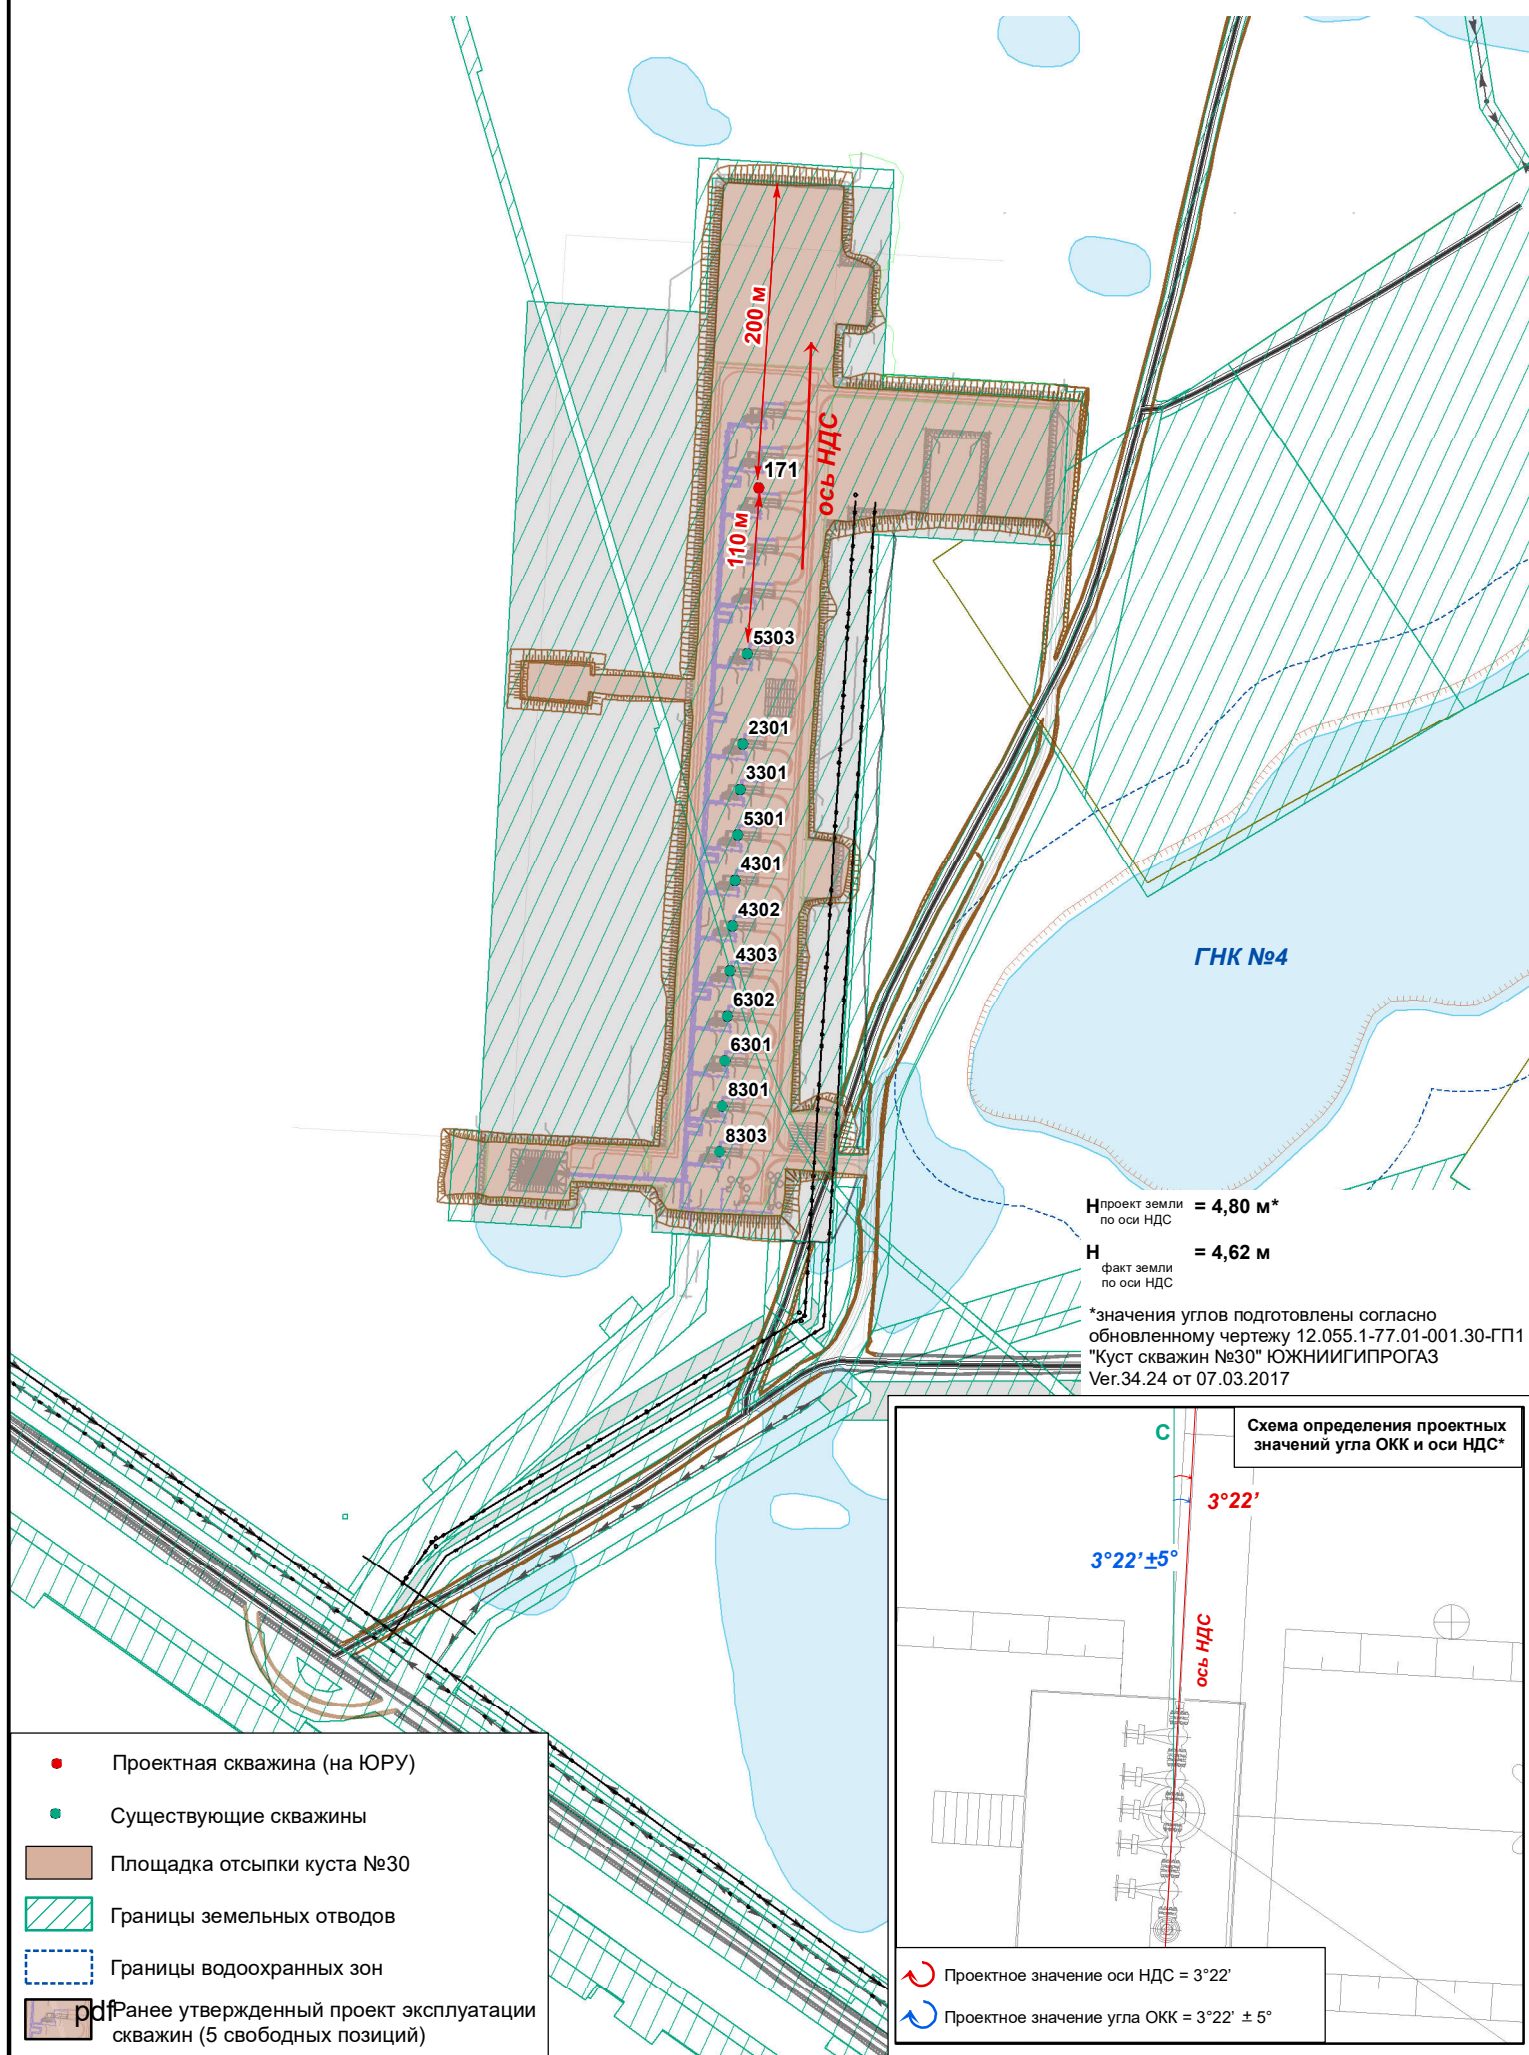 200 м
ось НДС
171
110 м
5303
2301
3301
5301
4301
4302
4303
6302
6301
8301
8303
ГНК №4
Hпроект земли = 4,80 м*
по оси НДС
H = 4,62 м
факт земли
по оси НДС
*значения углов подготовлены согласно
обновленному чертежу 12.055.1-77.01-001.30-ГП1
"Куст скважин №30" ЮЖНИИГИПРОГАЗ
Ver.34.24 от 07.03.2017
Схема определения проектных
значений угла ОКК и оси НДС*
С
3°22’
3°22’±5°
ось НДС
Проектное значение оси НДС = 3°22’
Проектное значение угла ОКК = 3°22’ ± 5°
Проектная скважина (на ЮРУ)
Существующие скважины
Площадка отсыпки куста №30
Границы земельных отводов
Границы водоохранных зон
pdf
Ранее утвержденный проект эксплуатации
скважин (5 свободных позиций)